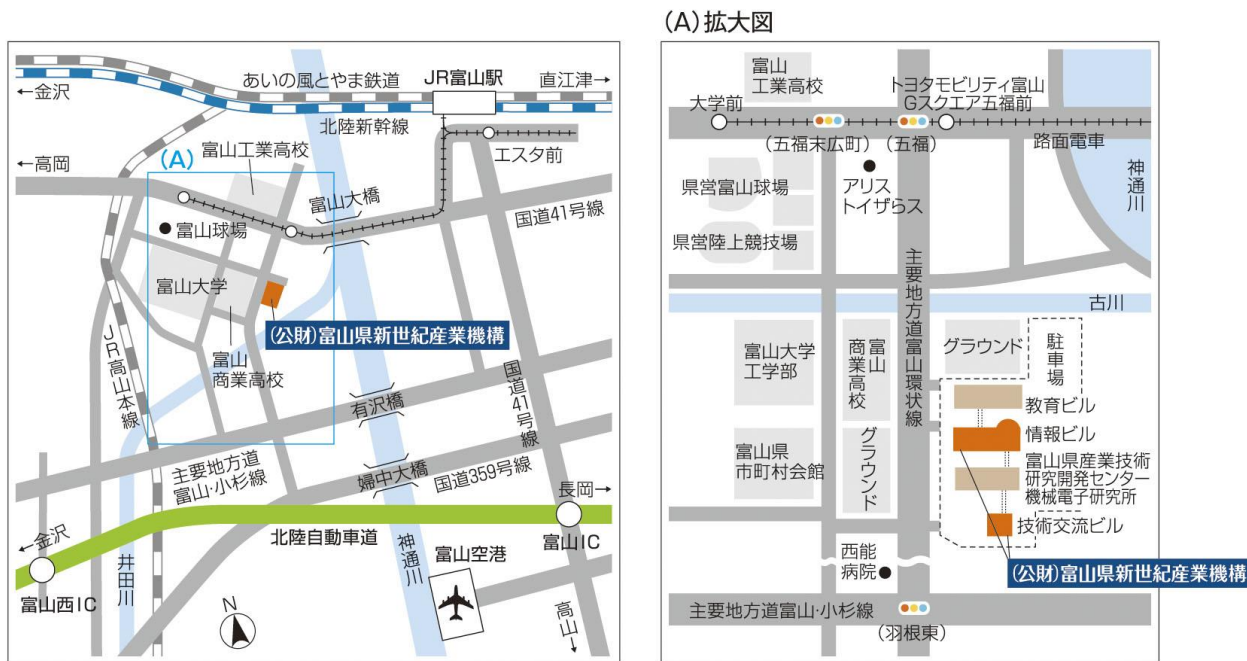 (A)拡大図
あいの風とやま鉄道
JR富山駅
直江津→
←金沢
北陸新幹線
←高岡
(A)
富山工業高校
エスタ前
富山大橋
国道41号線
富山球場
富山大学
(公財)富山県新世紀産業機構
富山
商業高校
JR高山本線
有沢橋
国道41号線
主要地方道
富山・小杉線
婦中大橋
国道359号線
長岡→
←金沢
北陸自動車道
富山IC
井田川
神通川
富山空港
富山西IC
N
高山→
富山
工業高校
大学前
トヨタモビリティ富山
Gスクエア五福前
(五福末広町)
(五福)
路面電車
神通川
県営富山球場
アリス
トイザらス
県営陸上競技場
主要地方道富山環状線
古川
富山大学
工学部
富山
商業高校
グラウンド
駐車場
教育ビル
情報ビル
富山県
市町村会館
グラウンド
富山県産業技術
研究開発センター
機械電子研究所
技術交流ビル
西能
病院
(公財)富山県新世紀産業機構
主要地方道富山・小杉線
(羽根東)